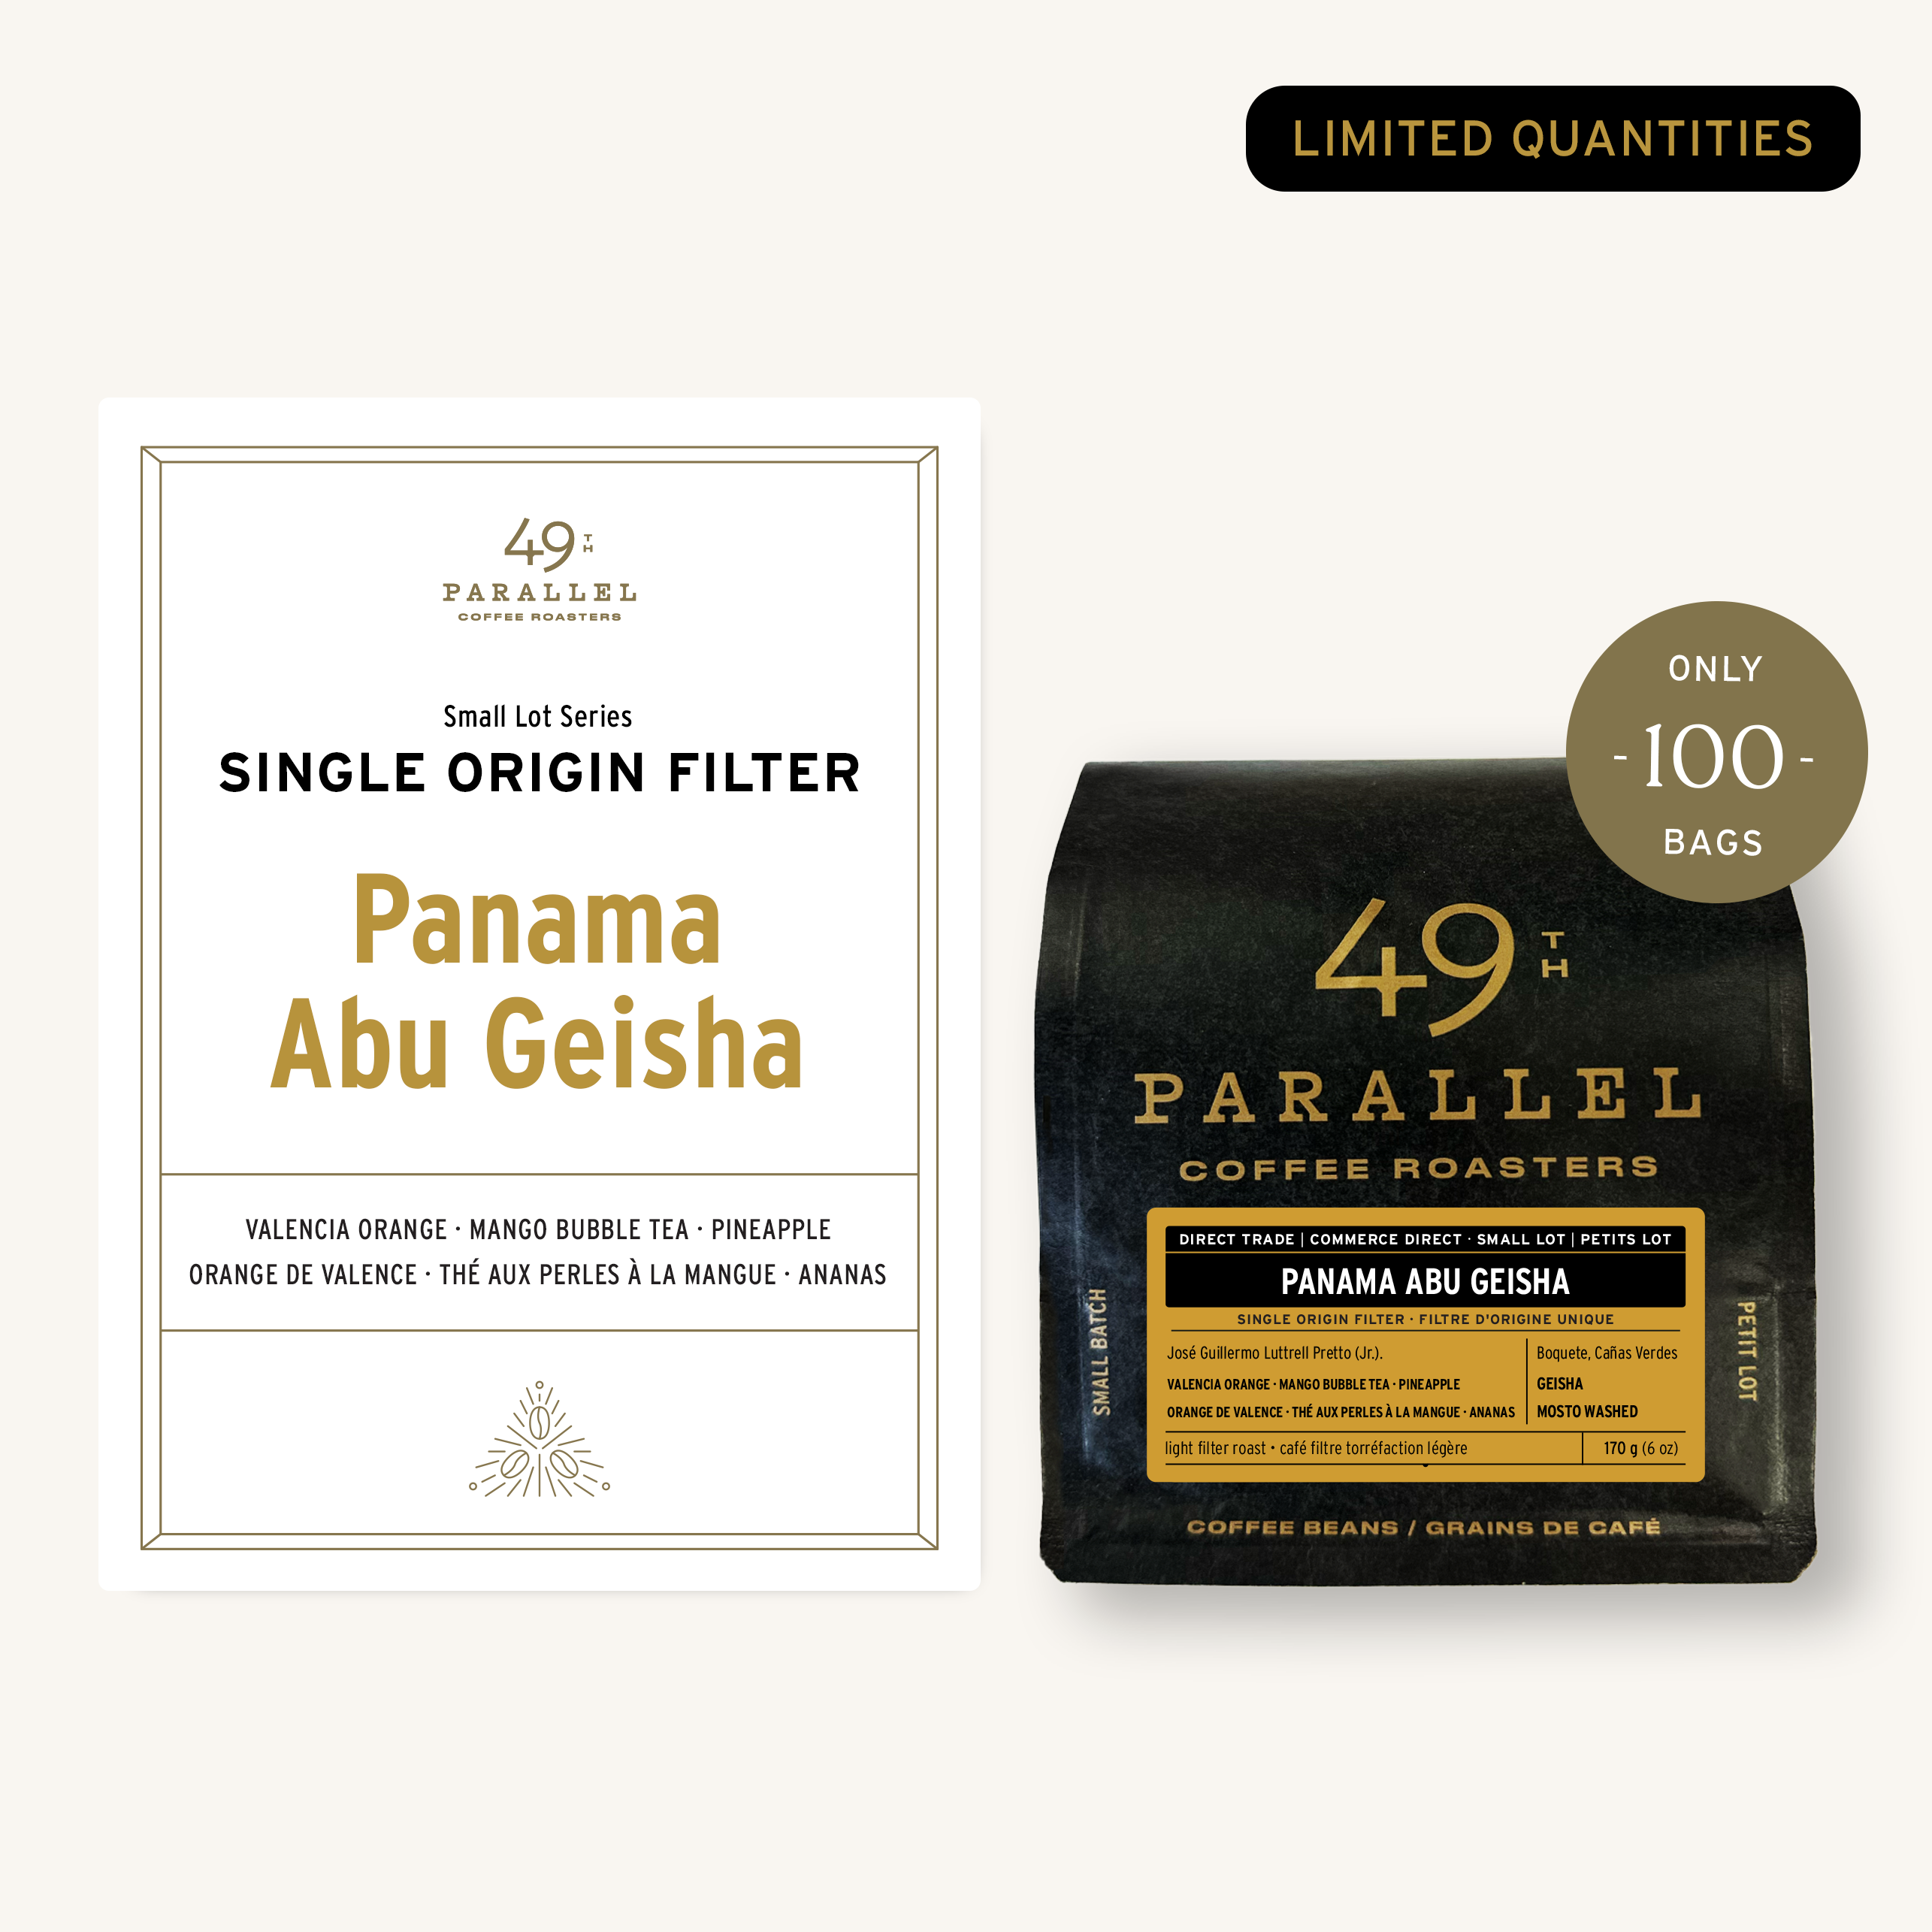 LIMITED QUANTITIES
49TH
PARALLEL
COFFEE ROASTERS
Small Lot Series
SINGLE ORIGIN FILTER
Panama
Abu Geisha
VALENCIA ORANGE · MANGO BUBBLE TEA · PINEAPPLE
ORANGE DE VALENCE · THÉ AUX PERLES À LA MANGUE · ANANAS
ONLY
- 100 -
BAGS
49TH
PARALLEL
COFFEE ROASTERS
DIRECT TRADE | COMMERCE DIRECT · SMALL LOT | PETITS LOT
PANAMA ABU GEISHA
SINGLE ORIGIN FILTER · FILTRE D'ORIGINE UNIQUE
José Guillermo Luttrell Pretto (Jr.).
VALENCIA ORANGE · MANGO BUBBLE TEA · PINEAPPLE
ORANGE DE VALENCE · THÉ AUX PERLES À LA MANGUE · ANANAS
Boquete, Cañas Verdes
GEISHA
MOSTO WASHED
light filter roast • café filtre torréfaction légère
170 g (6 oz)
SMALL BATCH
PETIT LOT
COFFEE BEANS / GRAINS DE CAFÉ